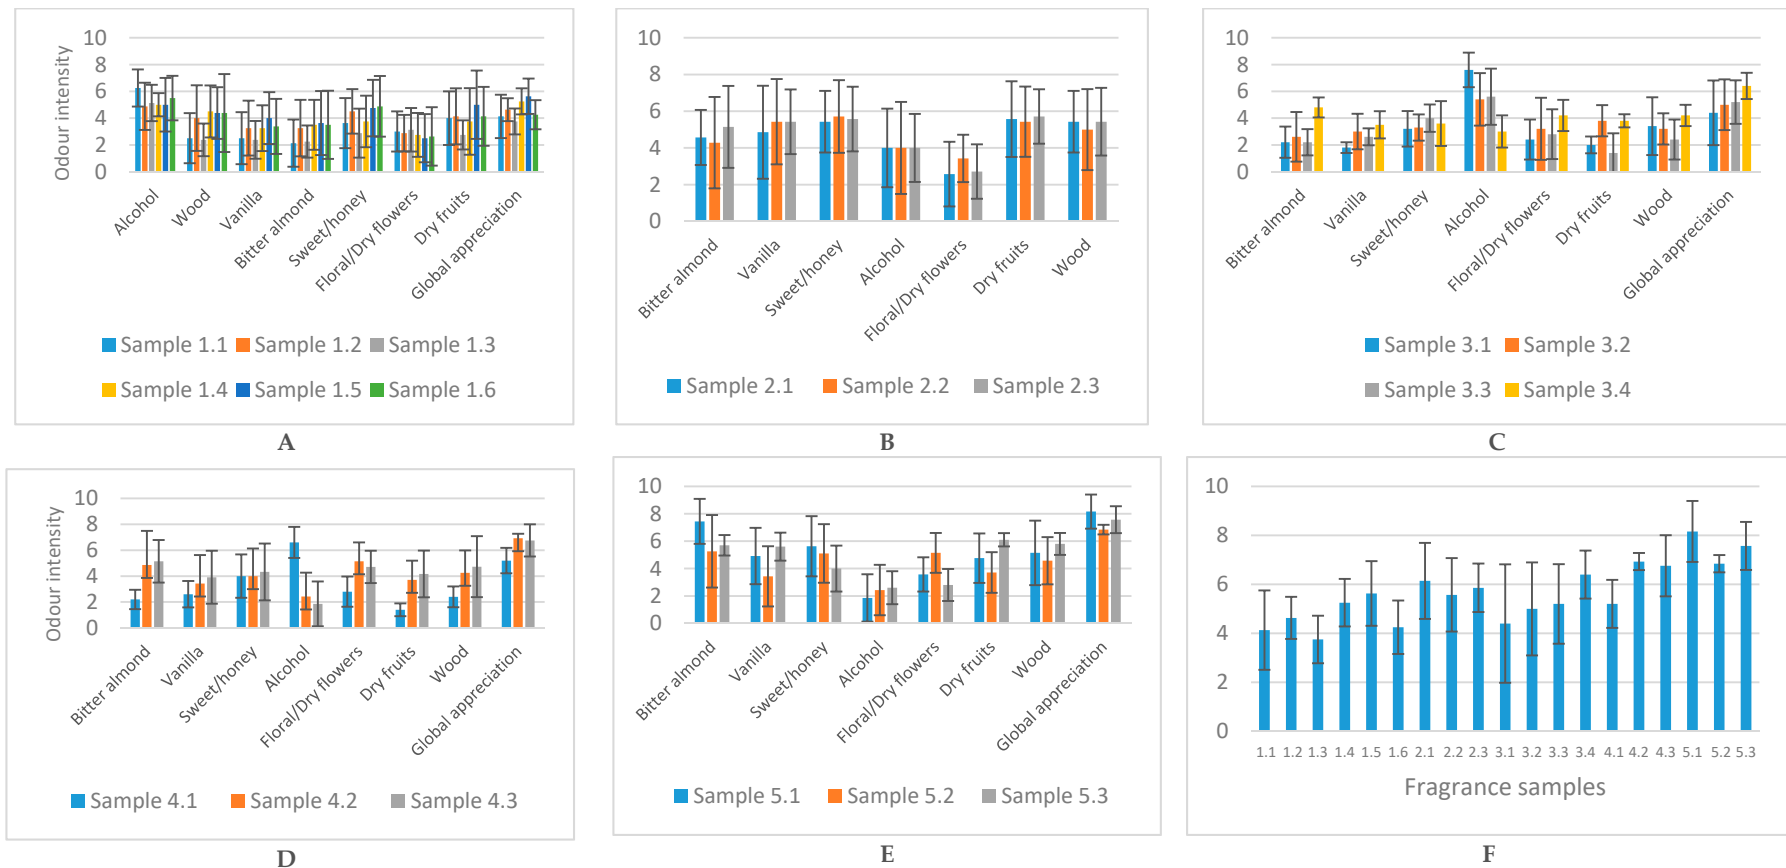 10
8
6
4
2
0
Odour intensity
Alcohol
Wood
Vanilla
Bitter almond
Sweet/honey
Floral/Dry flowers
Dry fruits
Global appreciation
Sample 1.1 Sample 1.2 Sample 1.3
Sample 1.4 Sample 1.5 Sample 1.6
A
10
8
6
4
2
0
Bitter almond
Vanilla
Sweet/honey
Alcohol
Floral/Dry flowers
Dry fruits
Wood
Sample 2.1 Sample 2.2 Sample 2.3
B
10
8
6
4
2
0
Bitter almond
Vanilla
Sweet/honey
Alcohol
Floral/Dry flowers
Dry fruits
Wood
Global appreciation
Sample 3.1 Sample 3.2
Sample 3.3 Sample 3.4
C
10
8
6
4
2
0
Odour intensity
Bitter almond
Vanilla
Sweet/honey
Alcohol
Floral/Dry flowers
Dry fruits
Wood
Global appreciation
Sample 4.1 Sample 4.2 Sample 4.3
D
10
8
6
4
2
0
Bitter almond
Vanilla
Sweet/honey
Alcohol
Floral/Dry flowers
Dry fruits
Wood
Global appreciation
Sample 5.1 Sample 5.2 Sample 5.3
E
10
8
6
4
2
0
1.1 1.2 1.3 1.4 1.5 1.6 2.1 2.2 2.3 3.1 3.2 3.3 3.4 4.1 4.2 4.3 5.1 5.2 5.3
Fragrance samples
F